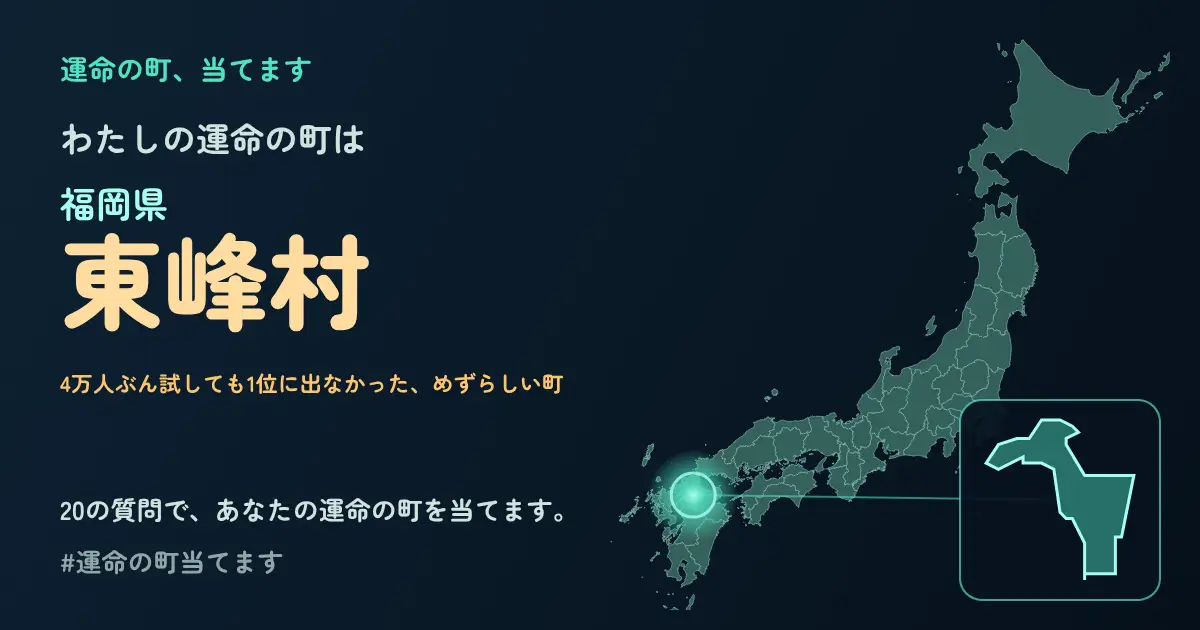 運命の町、当てます
わたしの運命の町は
福岡県
東峰村
4万人ぶん試しても1位に出なかった、めずらしい町
20の質問で、あなたの運命の町を当てます。
#運命の町当てます